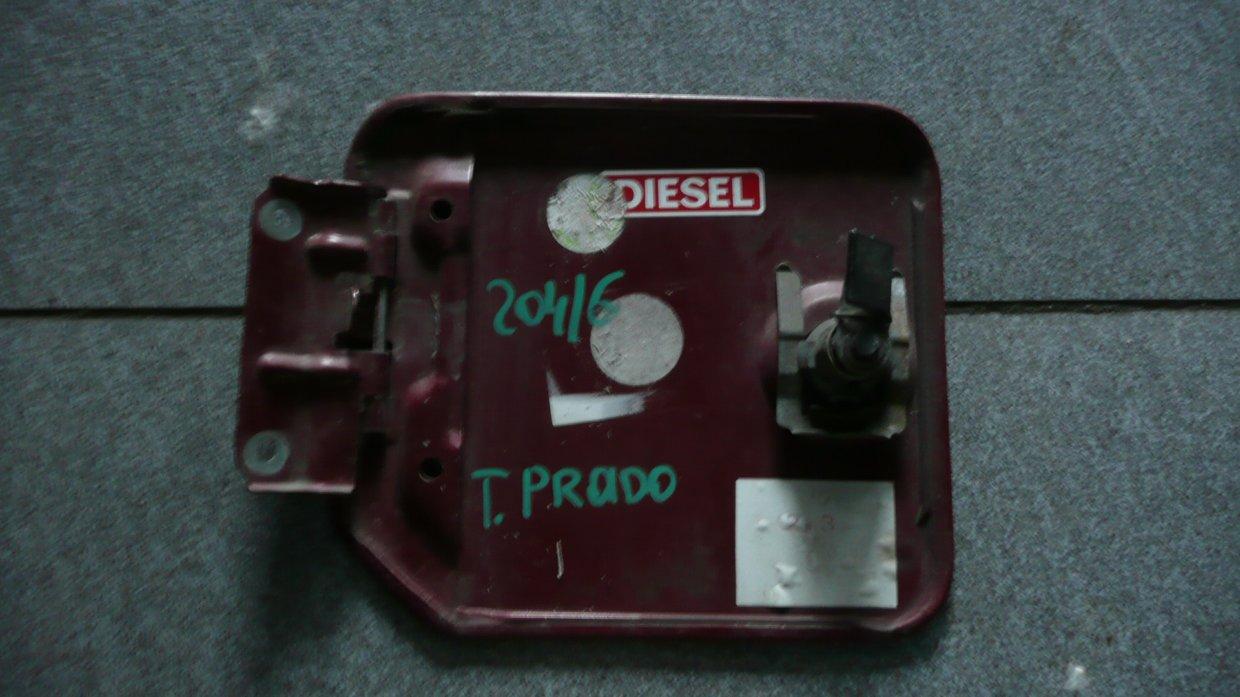 DIESEL
204/6
T. PRADO